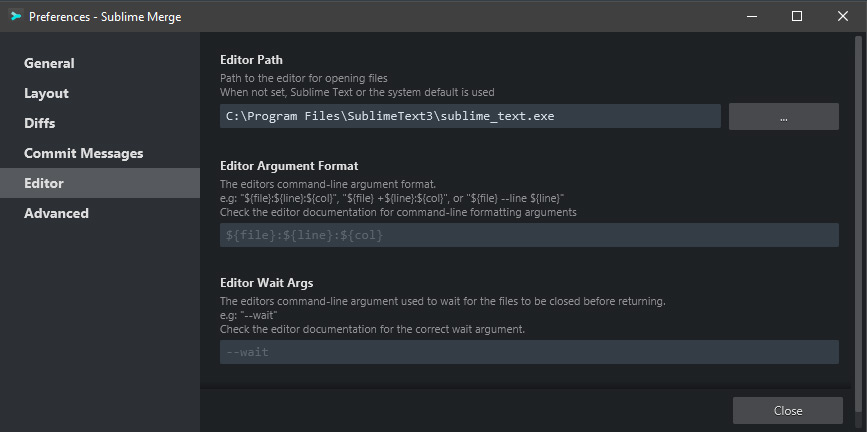 Preferences - Sublime Merge
General
Layout
Diffs
Commit Messages
Editor
Advanced
Editor Path
Path to the editor for opening files
When not set, Sublime Text or the system default is used
C:\Program Files\SublimeText3\sublime_text.exe
...
Editor Argument Format
The editors command-line argument format.
e.g: "${file}:${line}:${col}", "${file} +${line}:${col}", or "${file} --line ${line}"
Check the editor documentation for command-line formatting arguments
${file}:${line}:${col}
Editor Wait Args
The editors command-line argument used to wait for the files to be closed before returning.
e.g: "--wait"
Check the editor documentation for the correct wait argument.
--wait
Close